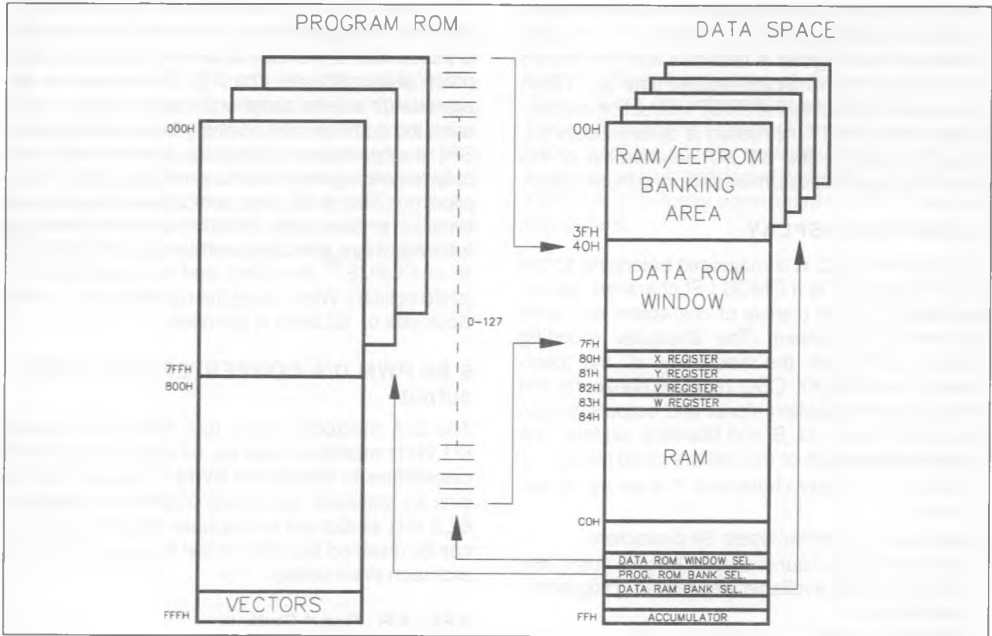 PROGRAM ROM
000H
7FFH
800H
VECTORS
FFFH
0-127
DATA SPACE
00H
RAM/EEPROM
BANKING
AREA
3FH
40H
DATA ROM
WINDOW
7FH
80H
X REGISTER
81H
Y REGISTER
82H
V REGISTER
83H
W REGISTER
84H
RAM
C0H
DATA ROM WINDOW SEL.
PROG. ROM BANK SEL.
DATA RAM BANK SEL.
FFH
ACCUMULATOR